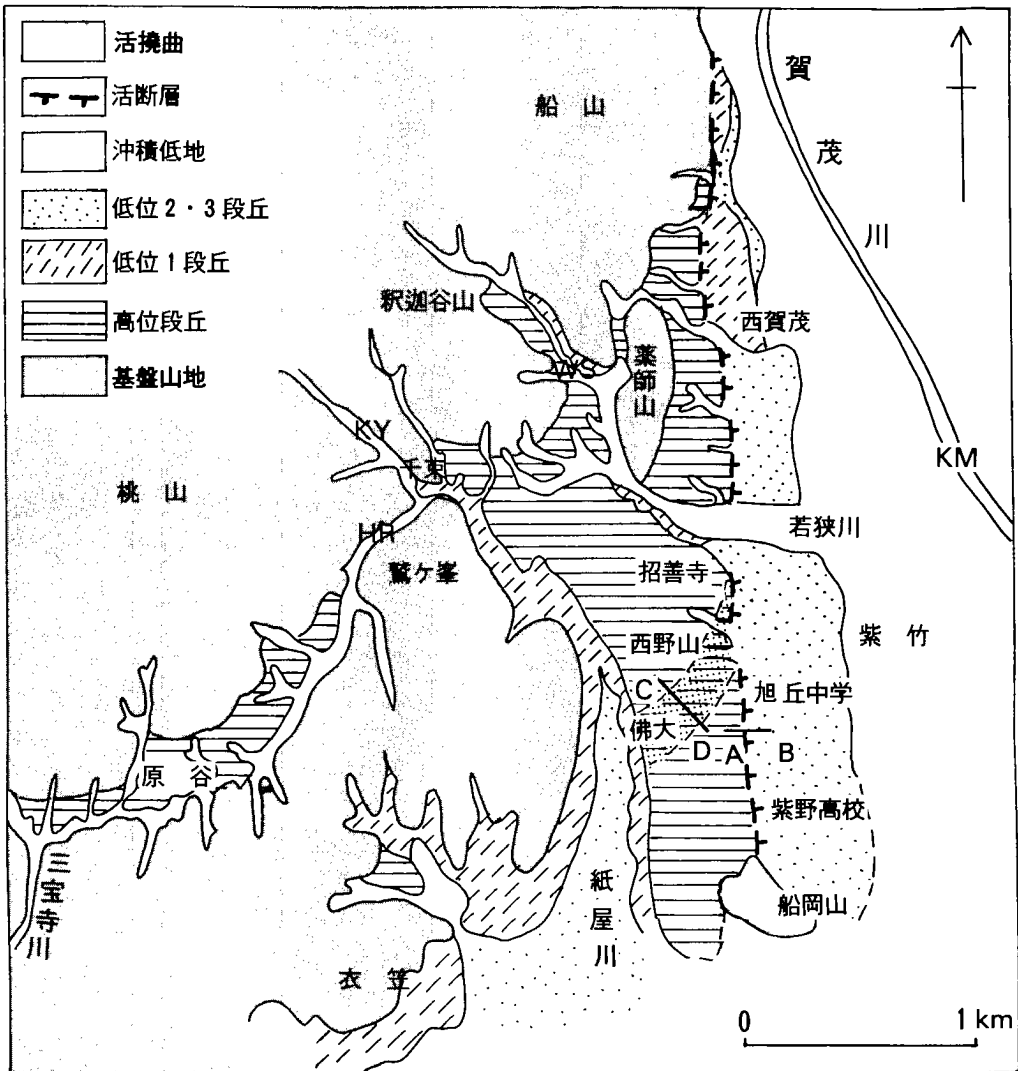 活撓曲
活断層
沖積低地
低位2・3段丘
低位1段丘
高位段丘
基盤山地
船 山
賀茂川
釈迦谷山
西賀茂
薬師山
WS
KY
千束
桃 山
KM
HR
鷲ケ峯
若狭川
招善寺
紫 竹
西野山
旭丘中学
C
佛大
D
A
B
原 谷
紫野高校
三宝寺川
紙屋川
船岡山
衣 笠
0
1 km